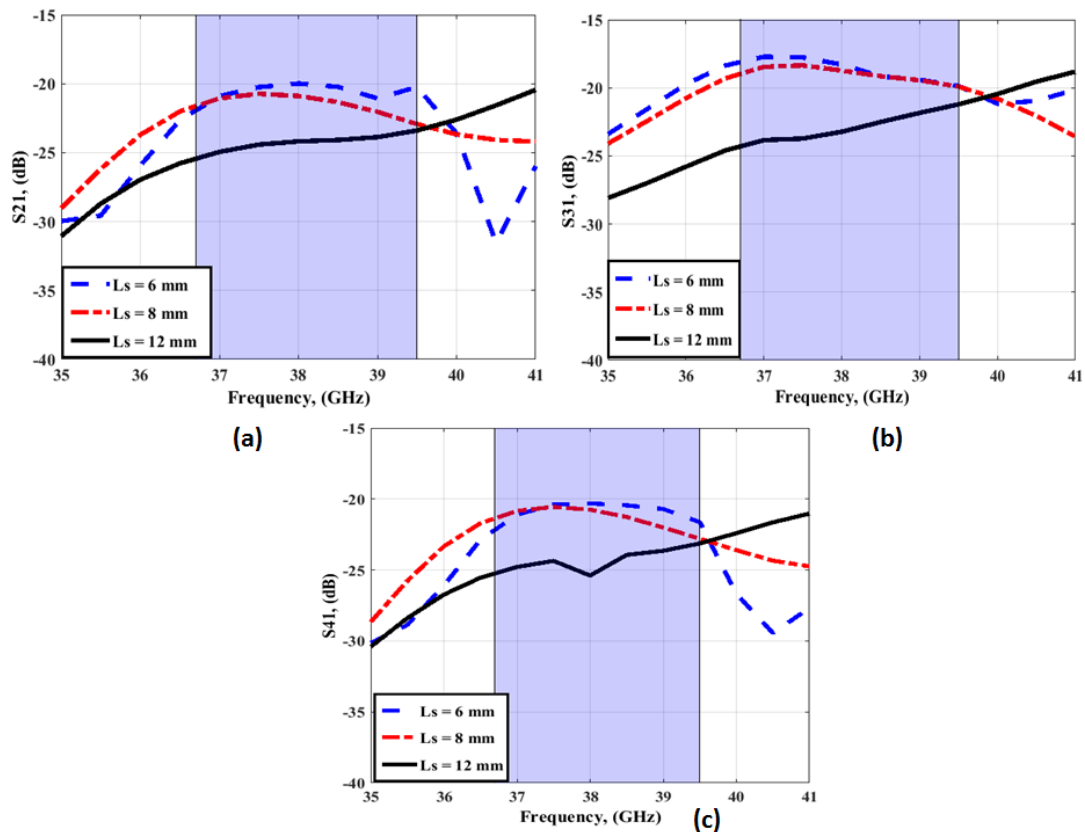 -15
-20
-25
-30
-35
-40
S21, (dB)
Ls = 6 mm
Ls = 8 mm
Ls = 12 mm
35 36 37 38 39 40 41
Frequency, (GHz)
(a)
-15
-20
-25
-30
-35
-40
S31, (dB)
Ls = 6 mm
Ls = 8 mm
Ls = 12 mm
35 36 37 38 39 40 41
Frequency, (GHz)
(b)
-15
-20
-25
-30
-35
-40
S41, (dB)
Ls = 6 mm
Ls = 8 mm
Ls = 12 mm
35 36 37 38 39 40 41
Frequency, (GHz)
(c)